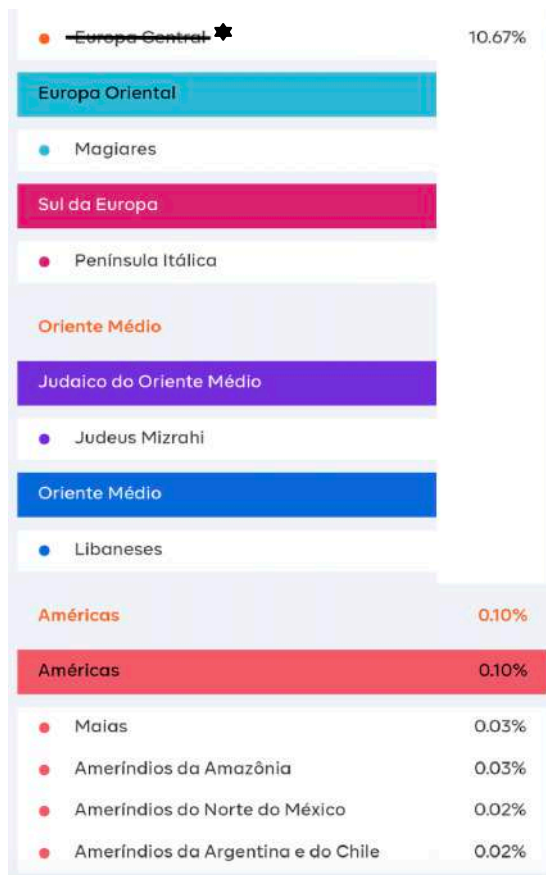 Europa Central 10.67%
Europa Oriental
Magiares
Sul da Europa
Península Itálica
Oriente Médio
Judaico do Oriente Médio
Judeus Mizrahi
Oriente Médio
Libaneses
Américas 0.10%
Américas 0.10%
Maias 0.03%
Ameríndios da Amazônia 0.03%
Ameríndios do Norte do México 0.02%
Ameríndios da Argentina e do Chile 0.02%